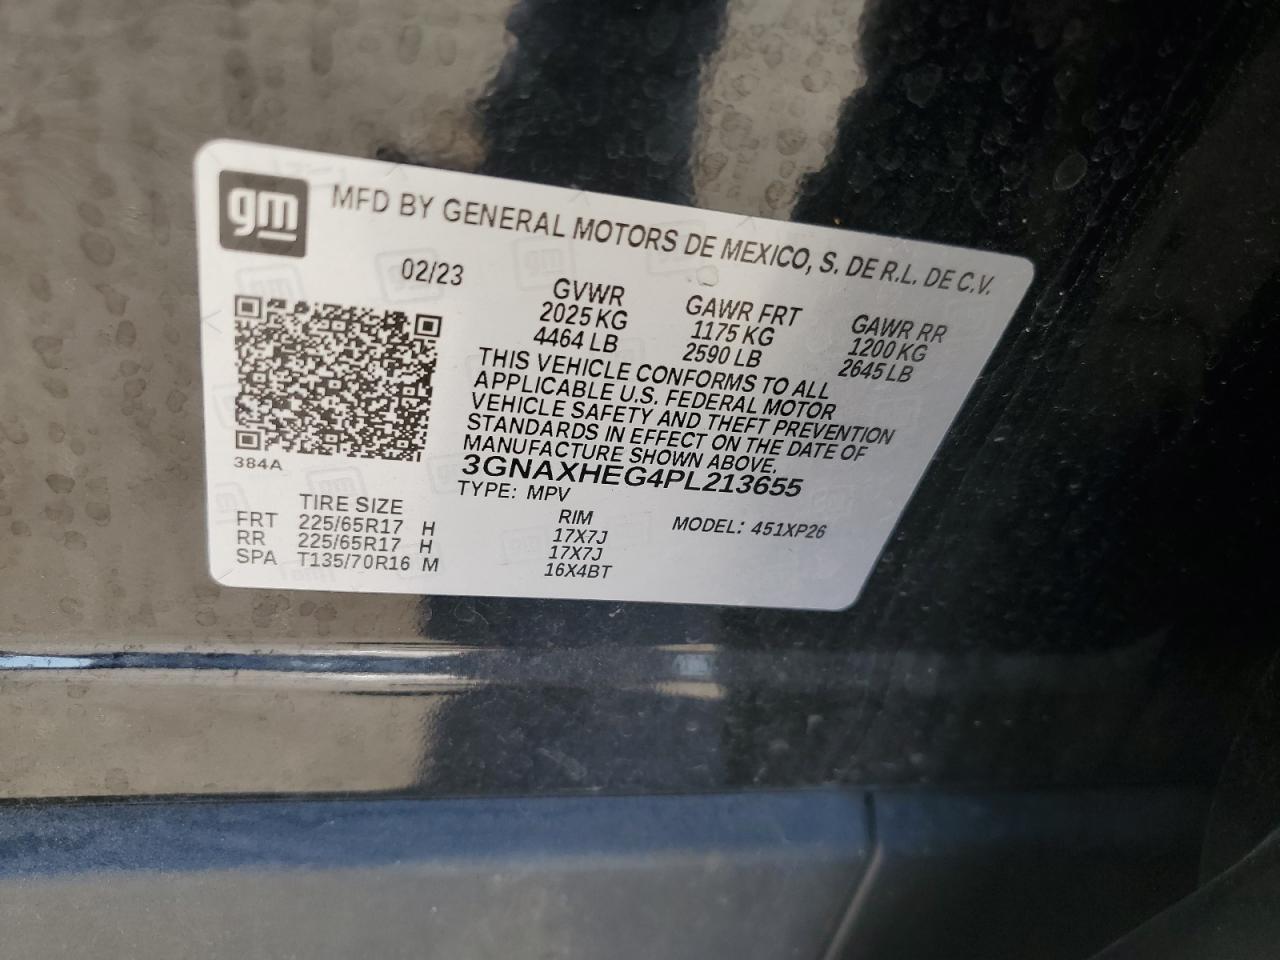 gm MFD BY GENERAL MOTORS DE MEXICO, S. DE R.L. DE C.V.
02/23
GVWR GAWR FRT GAWR RR
2025 KG 1175 KG 1200 KG
4464 LB 2590 LB 2645 LB
THIS VEHICLE CONFORMS TO ALL
APPLICABLE U.S. FEDERAL MOTOR
VEHICLE SAFETY AND THEFT PREVENTION
STANDARDS IN EFFECT ON THE DATE OF
MANUFACTURE SHOWN ABOVE.
384A
3GNAXHEG4PL213655
TYPE: MPV MODEL: 451XP26
TIRE SIZE RIM
FRT 225/65R17 H 17X7J
RR 225/65R17 H 17X7J
SPA T135/70R16 M 16X4BT